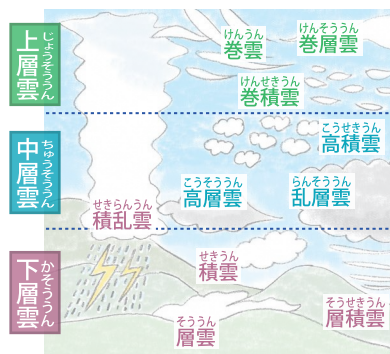 じょうそううん
上層雲
けんうん
巻雲
けんそううん
巻層雲
けんせきうん
巻積雲
ちゅうそううん
中層雲
こうせきうん
高積雲
こうそううん
高層雲
らんそううん
乱層雲
せきらんうん
積乱雲
かそううん
下層雲
せきうん
積雲
そううん
層雲
そうせきうん
層積雲